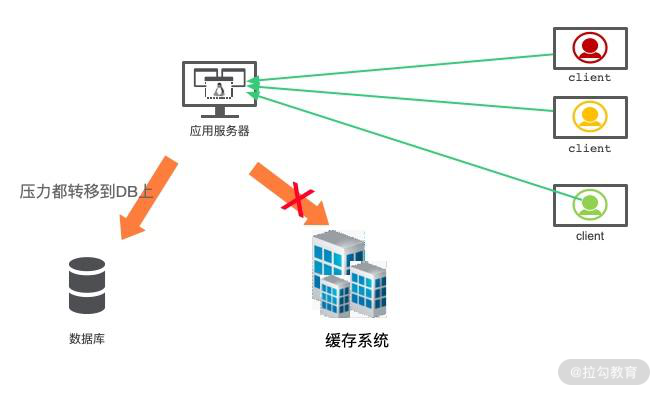 client
应用服务器
client
压力都转移到DB上
client
数据库
缓存系统
@拉勾教育